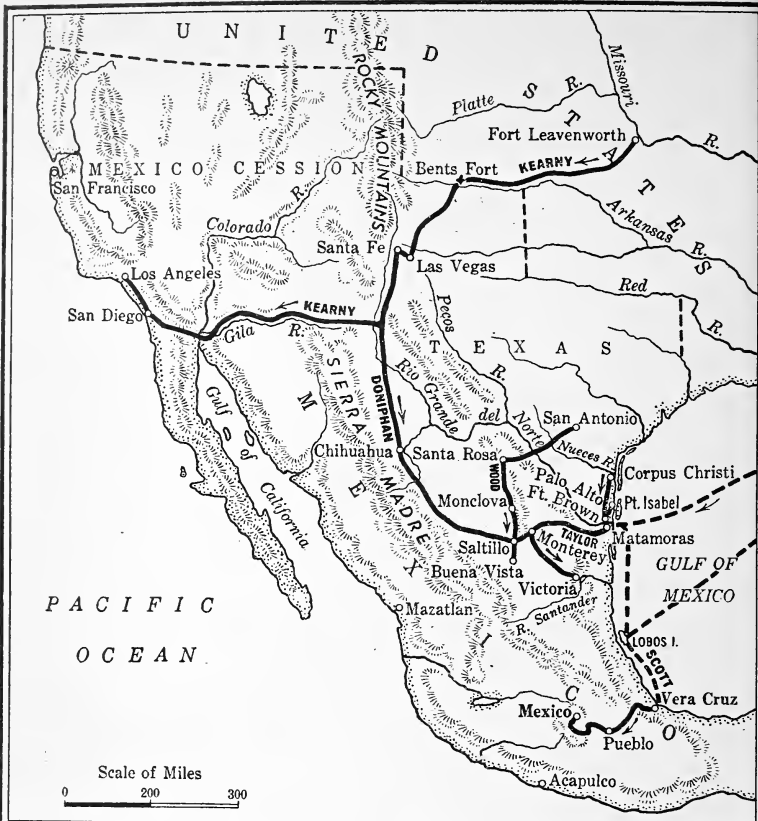 UNITED
STATES
ROCKY MOUNTAINS
Missouri
R.
Platte R.
Fort Leavenworth
KEARNY
Bents Fort
MEXICO CESSION
San Francisco
Colorado R.
Arkansas R.
Santa Fe
Las Vegas
Red R.
Los Angeles
San Diego
KEARNY
Gila R.
Pecos R.
TEXAS
Rio Grande del Norte
DONIPHAN
SIERRA MADRE
MEXICO
Gulf of California
San Antonio
Nueces R.
Chihuahua
Santa Rosa
WOOD
Palo Alto
Corpus Christi
Ft. Brown
Pt. Isabel
Monclova
TAYLOR
Matamoras
Monterey
Saltillo
Buena Vista
Victoria
GULF OF
MEXICO
PACIFIC
OCEAN
Mazatlan
R. Santander
LOBOS I.
SCOTT
Vera Cruz
Mexico
Pueblo
Acapulco
Scale of Miles
0 200 300